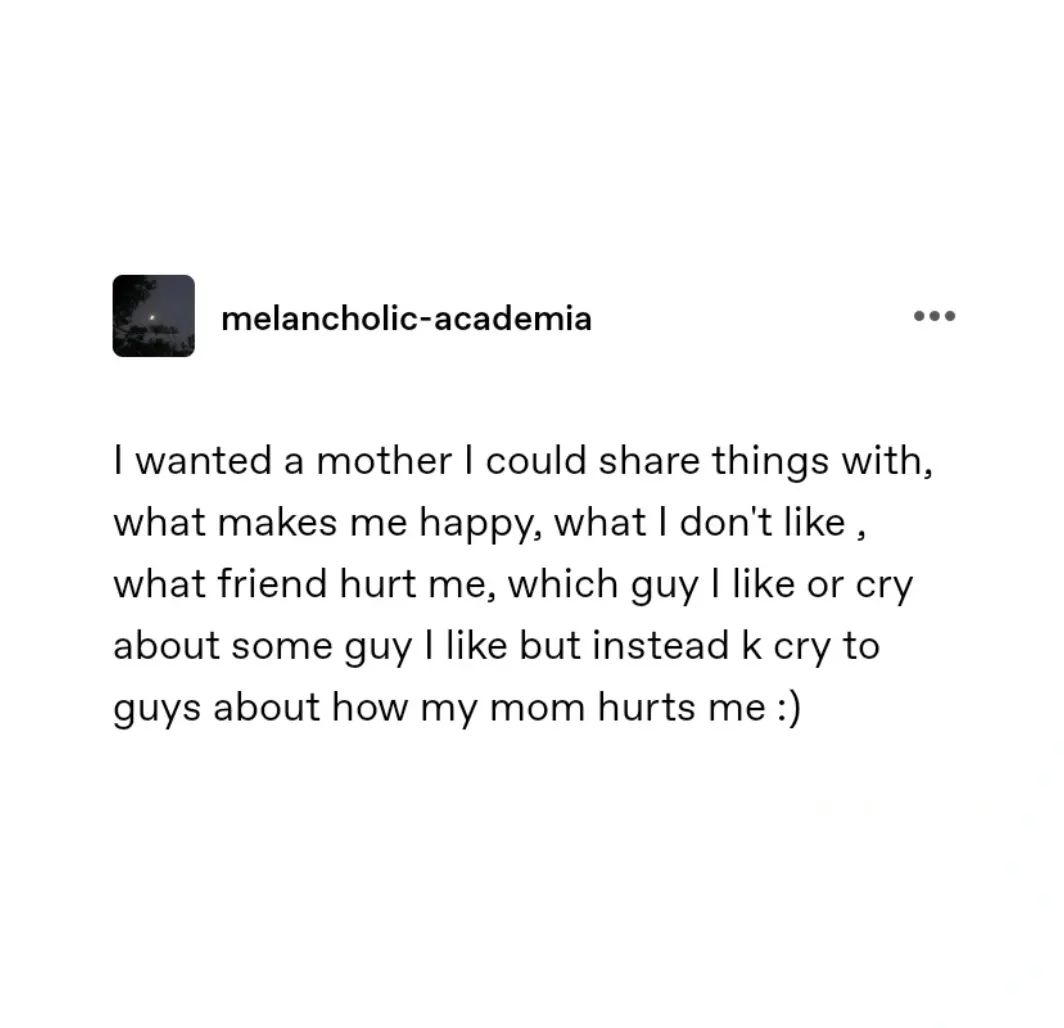 melancholic-academia
I wanted a mother I could share things with,
what makes me happy, what I don't like ,
what friend hurt me, which guy I like or cry
about some guy I like but instead k cry to
guys about how my mom hurts me :)